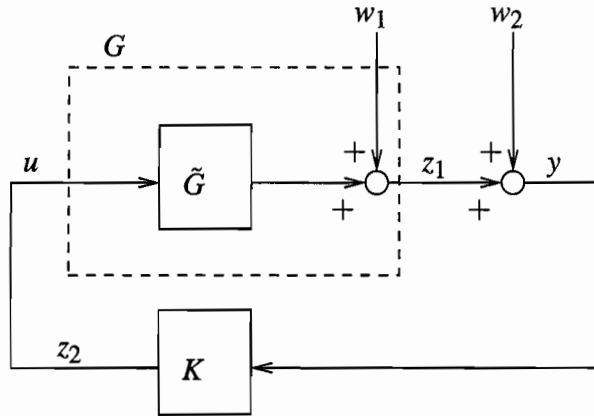 w₁ w₂
G
u G̃ + + z₁ + + y
z₂ K